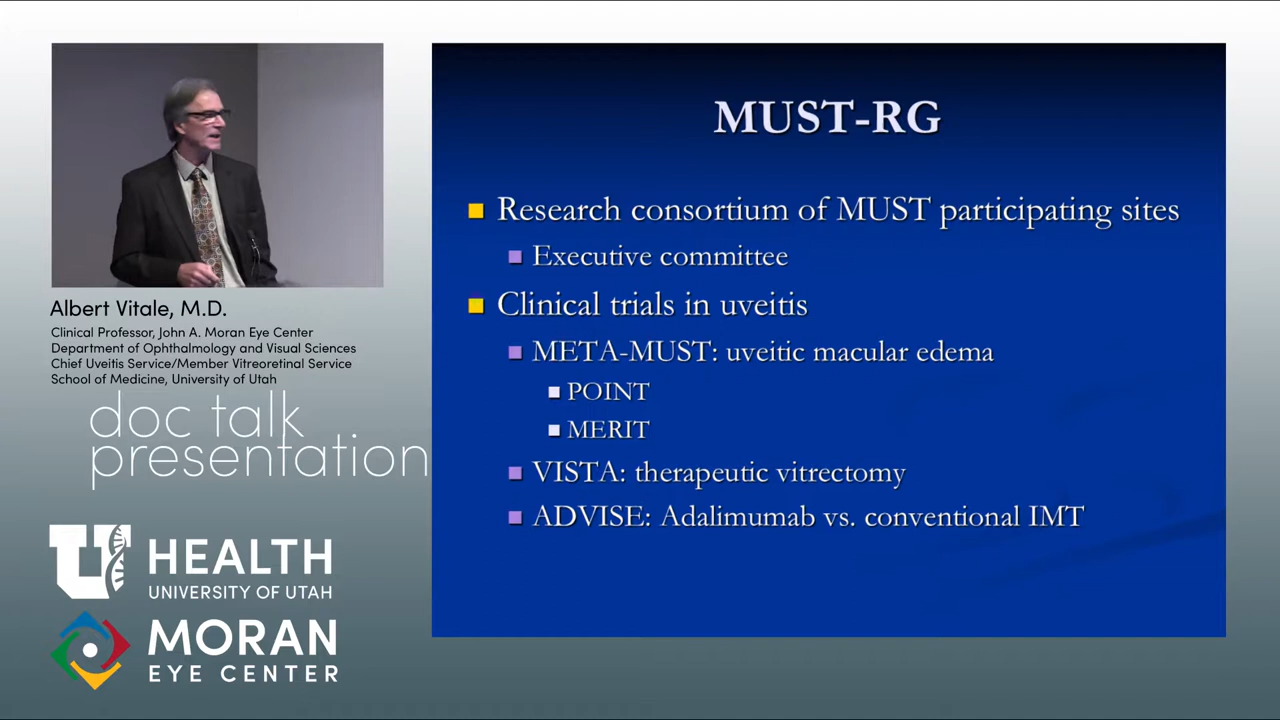 Albert Vitale, M.D.
Clinical Professor, John A. Moran Eye Center
Department of Ophthalmology and Visual Sciences
Chief Uveitis Service/Member Vitreoretinal Service
School of Medicine, University of Utah
doc talk
presentation
U HEALTH
UNIVERSITY OF UTAH
MORAN
EYE CENTER
MUST-RG
Research consortium of MUST participating sites
Executive committee
Clinical trials in uveitis
META-MUST: uveitic macular edema
POINT
MERIT
VISTA: therapeutic vitrectomy
ADVISE: Adalimumab vs. conventional IMT